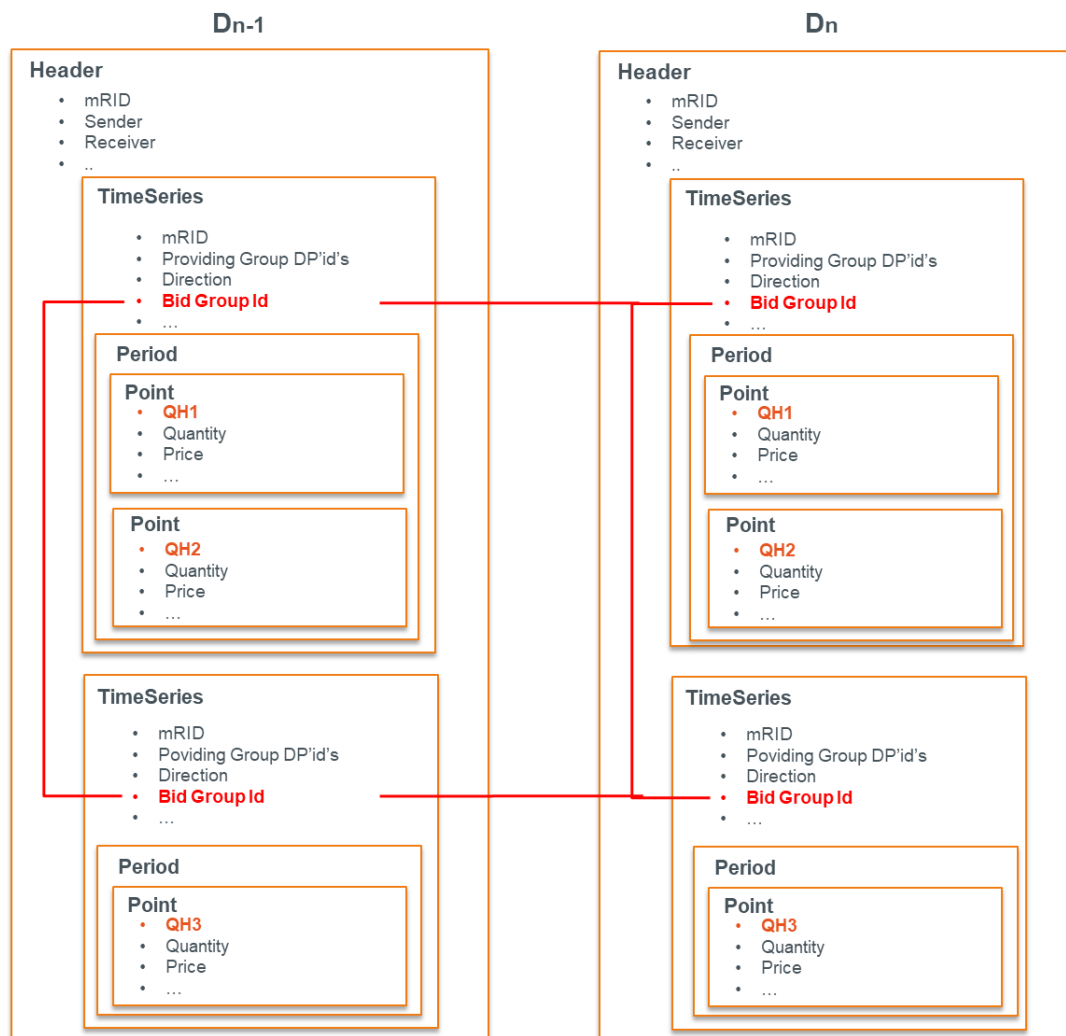 Dn-1
Header
• mRID
• Sender
• Receiver
• ..
TimeSeries
• mRID
• Providing Group DP'id's
• Direction
• Bid Group Id
• ...
Period
Point
• QH1
• Quantity
• Price
• ...
Point
• QH2
• Quantity
• Price
• ...
TimeSeries
• mRID
• Poviding Group DP'id's
• Direction
• Bid Group Id
• ...
Period
Point
• QH3
• Quantity
• Price
• ...
Dn
Header
• mRID
• Sender
• Receiver
• ..
TimeSeries
• mRID
• Providing Group DP'id's
• Direction
• Bid Group Id
• ...
Period
Point
• QH1
• Quantity
• Price
• ...
Point
• QH2
• Quantity
• Price
• ...
TimeSeries
• mRID
• Poviding Group DP'id's
• Direction
• Bid Group Id
• ...
Period
Point
• QH3
• Quantity
• Price
• ...